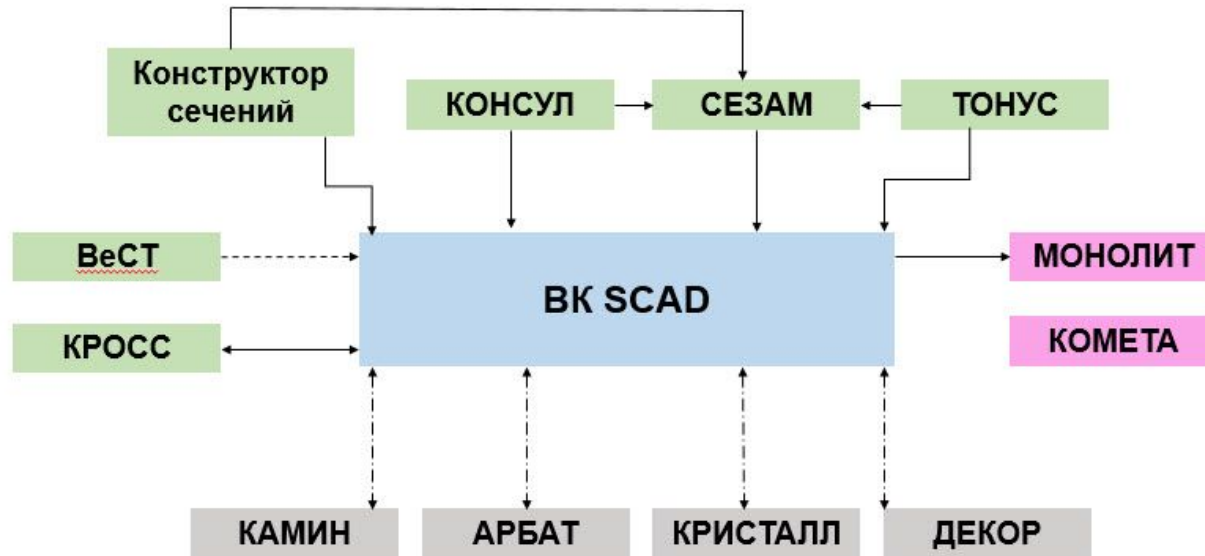 Конструктор
сечений
КОНСУЛ
СЕЗАМ
ТОНУС
ВеСТ
МОНОЛИТ
ВК SCAD
КРОСС
КОМЕТА
КАМИН
АРБАТ
КРИСТАЛЛ
ДЕКОР